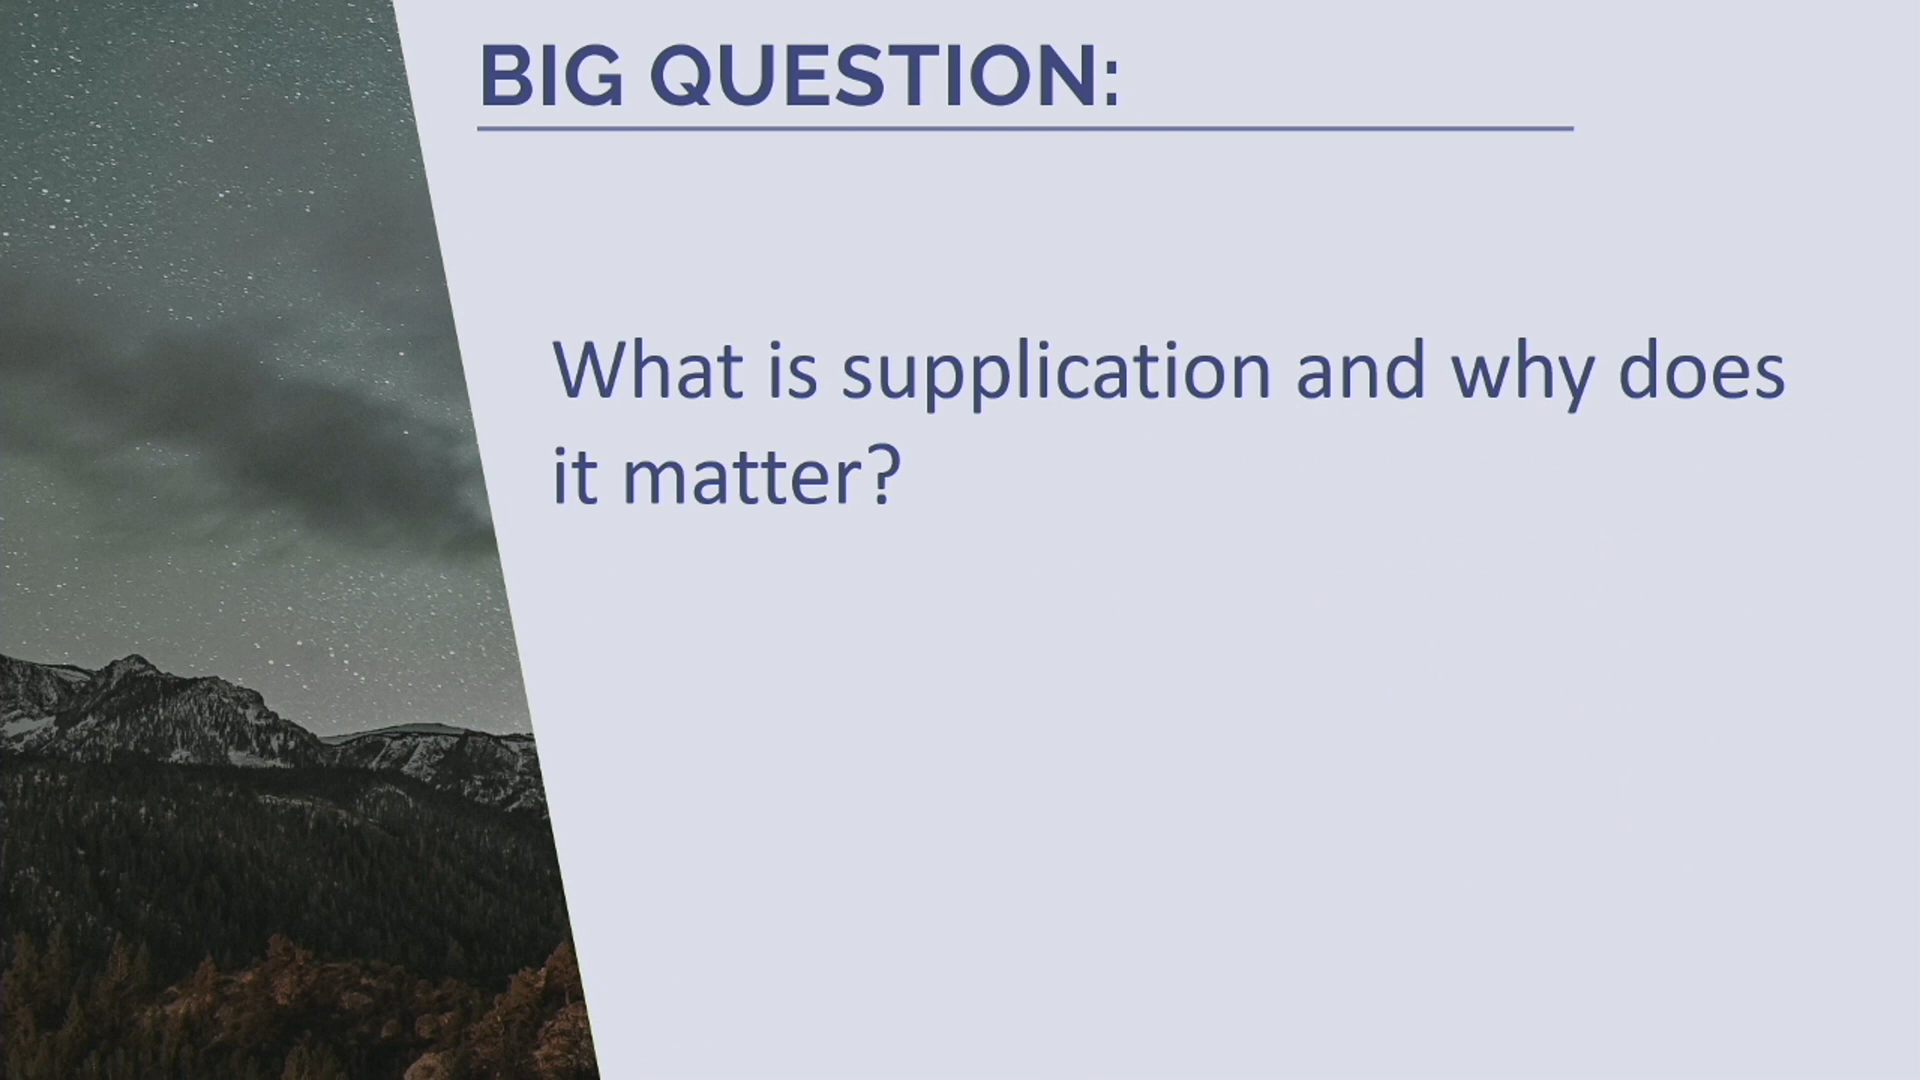 BIG QUESTION:
What is supplication and why does
it matter?